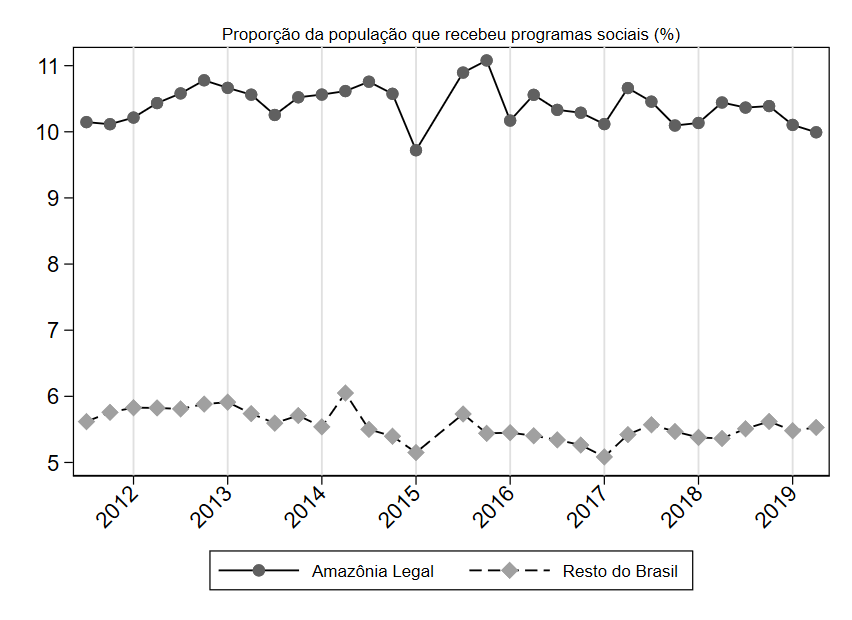 Proporção da população que recebeu programas sociais (%)
11
10
9
8
7
6
5
2012 2013 2014 2015 2016 2017 2018 2019
Amazônia Legal Resto do Brasil